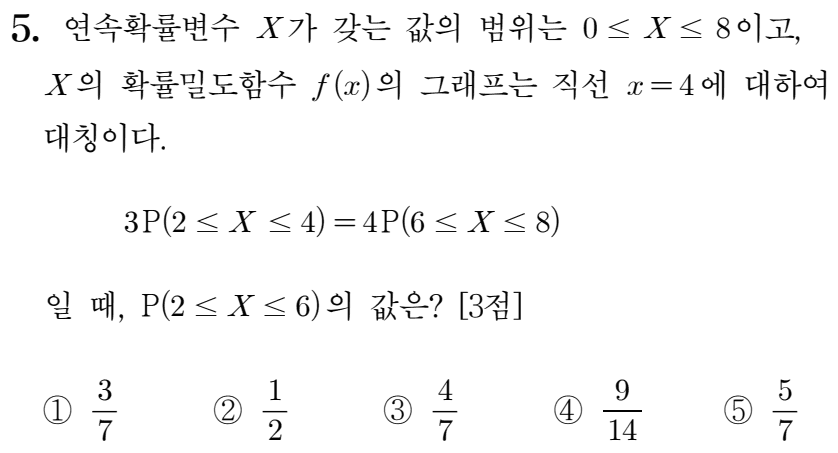 5. 연속확률변수 X가 갖는 값의 범위는 0 ≤ X ≤ 8이고,
X의 확률밀도함수 f(x)의 그래프는 직선 x=4에 대하여
대칭이다.
3P(2 ≤ X ≤ 4) = 4P(6 ≤ X ≤ 8)
일 때, P(2 ≤ X ≤ 6)의 값은? [3점]
① 3/7 ② 1/2 ③ 4/7 ④ 9/14 ⑤ 5/7